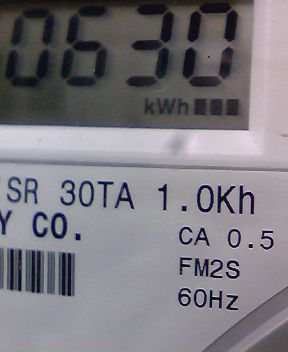 0630
kWh
SR 30TA 1.0Kh
Y CO.
CA 0.5
FM2S
60Hz